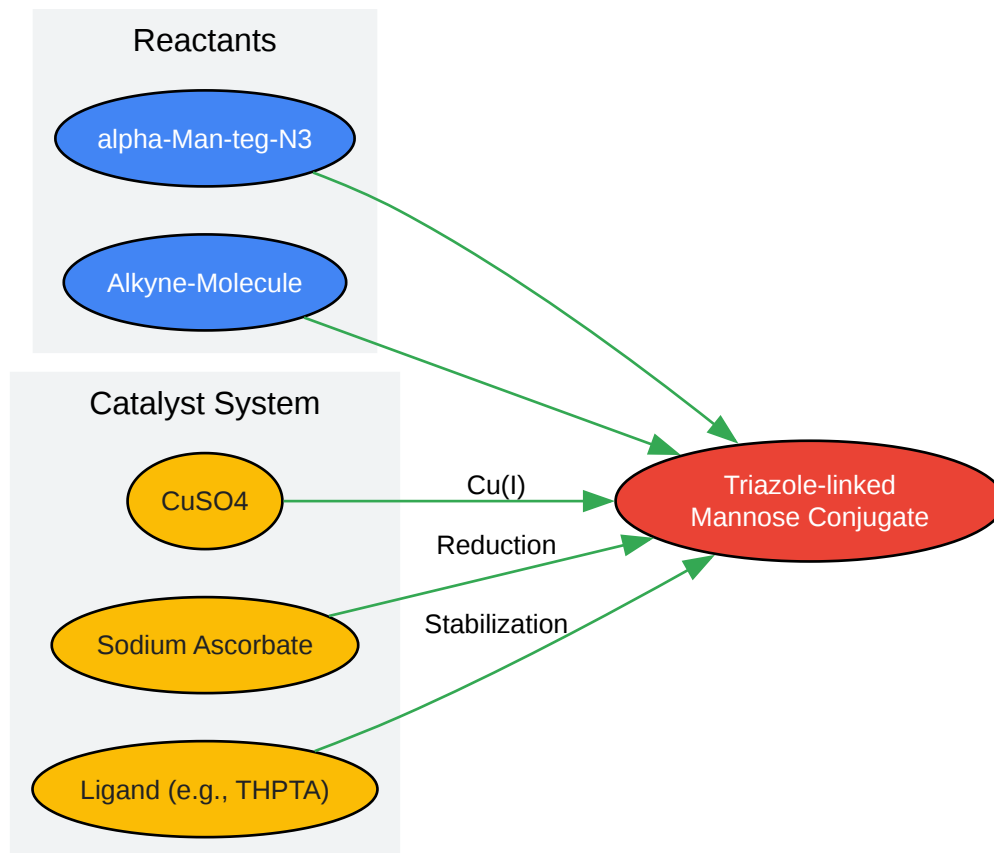 Reactants
alpha-Man-teg-N3
Alkyne-Molecule
Catalyst System
CuSO4
Sodium Ascorbate
Ligand (e.g., THPTA)
Cu(I)
Reduction
Stabilization
Triazole-linked
Mannose Conjugate